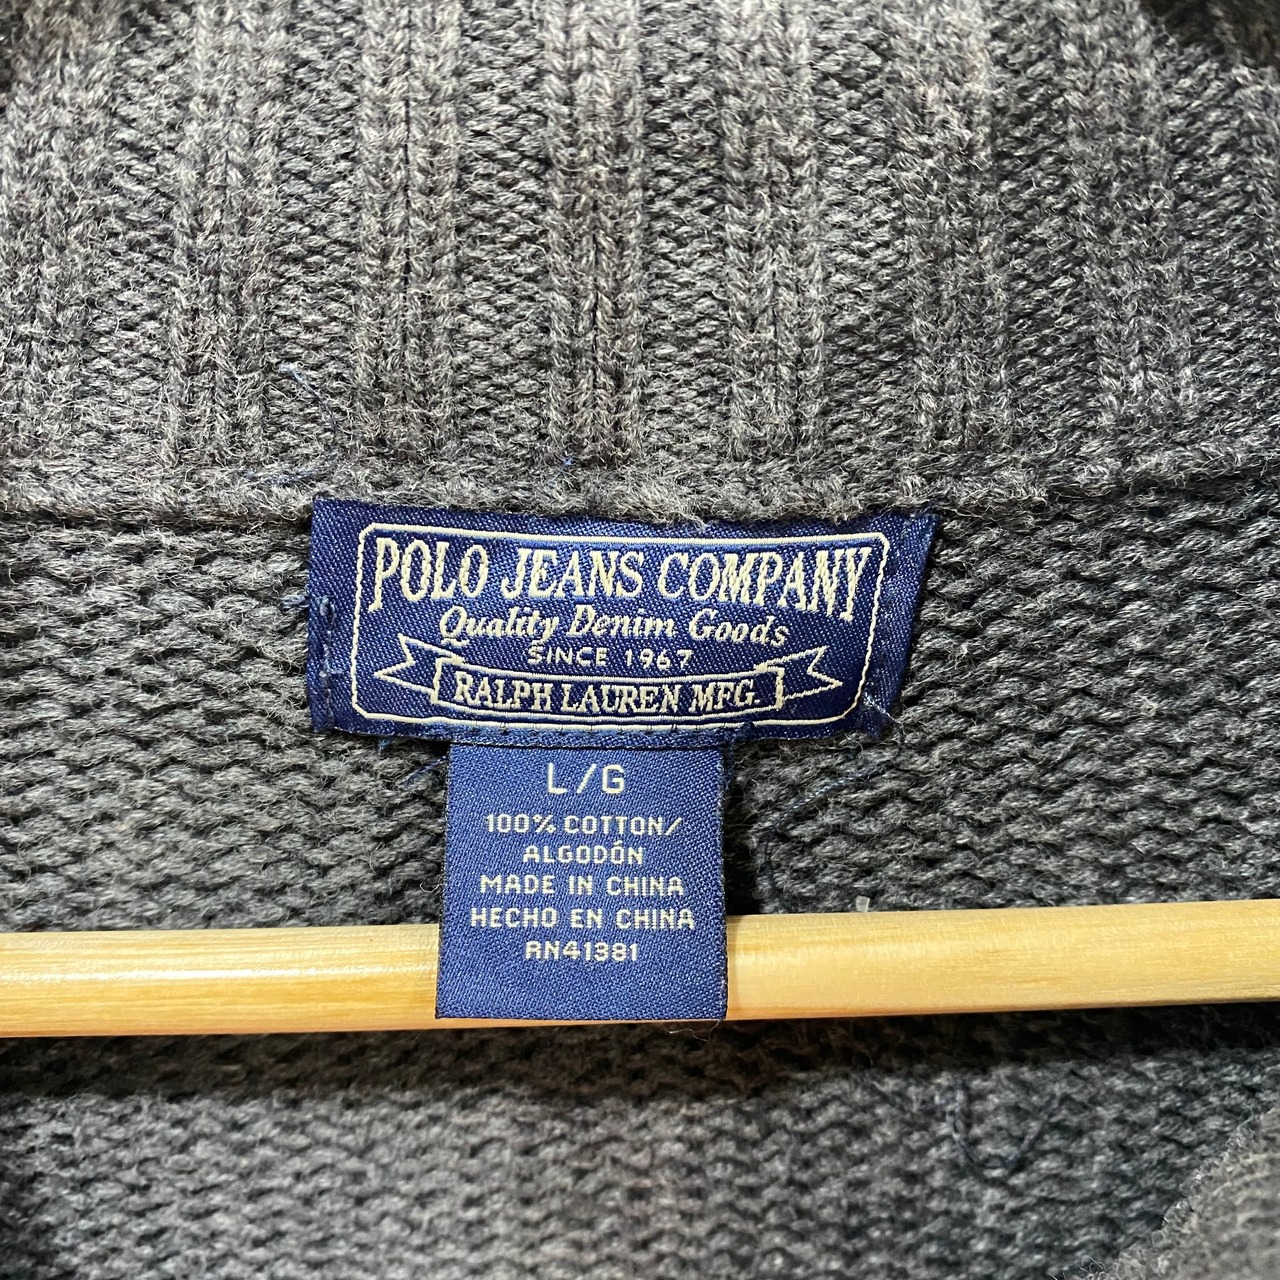 POLO JEANS COMPANY
Quality Denim Goods
SINCE 1967
RALPH LAUREN MFG.
L/G
100% COTTON/
ALGODÓN
MADE IN CHINA
HECHO EN CHINA
RN41381